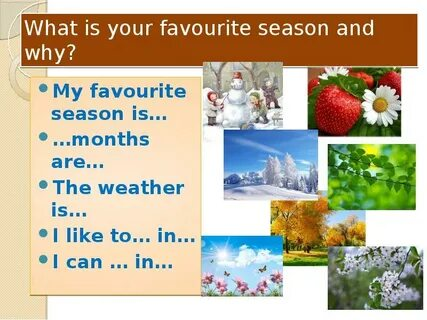 What is your favourite season and
why?
My favourite
season is…
…months
are…
The weather
is…
I like to… in…
I can … in…